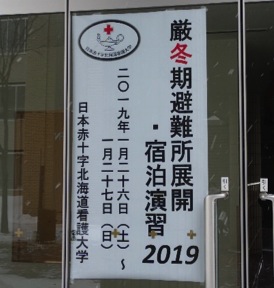 厳冬期避難所展開
・宿泊演習
2019
二〇一九年一月二十六日（土）～
一月二十七日（日）
日本赤十字北海道看護大学